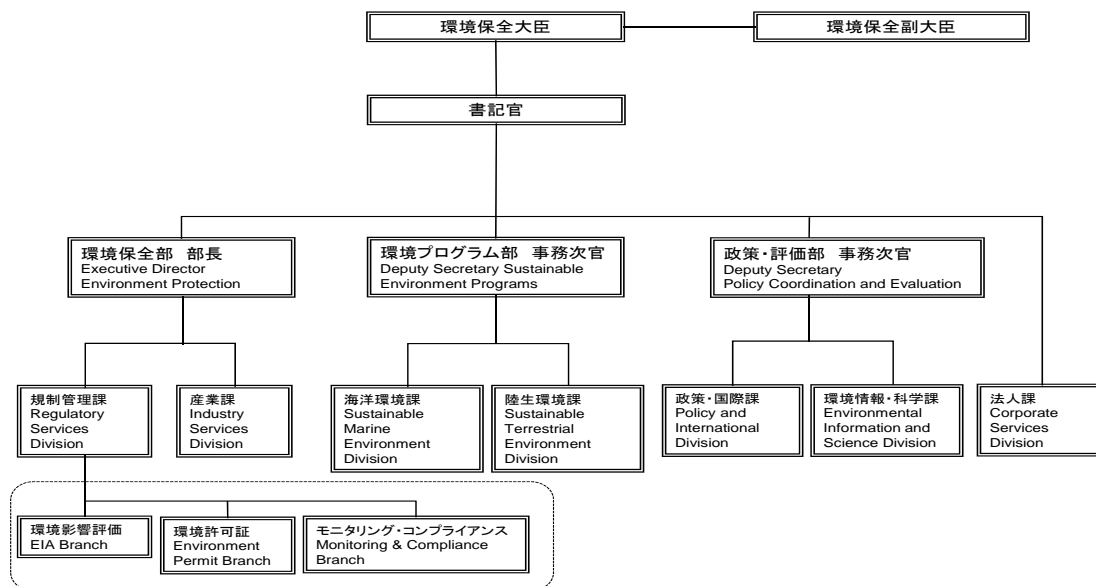 環境保全大臣
環境保全副大臣
書記官
環境保全部 部長
Executive Director
Environment Protection
環境プログラム部 事務次官
Deputy Secretary Sustainable
Environment Programs
政策・評価部 事務次官
Deputy Secretary
Policy Coordination and Evaluation
規制管理課
Regulatory
Services
Division
産業課
Industry
Services
Division
海洋環境課
Sustainable
Marine
Environment
Division
陸生環境課
Sustainable
Terrestrial
Environment
Division
政策・国際課
Policy and
International
Division
環境情報・科学課
Environmental
Information and
Science Division
法人課
Corporate
Services
Division
環境影響評価
EIA Branch
環境許可証
Environment
Permit Branch
モニタリング・コンプライアンス
Monitoring & Compliance
Branch